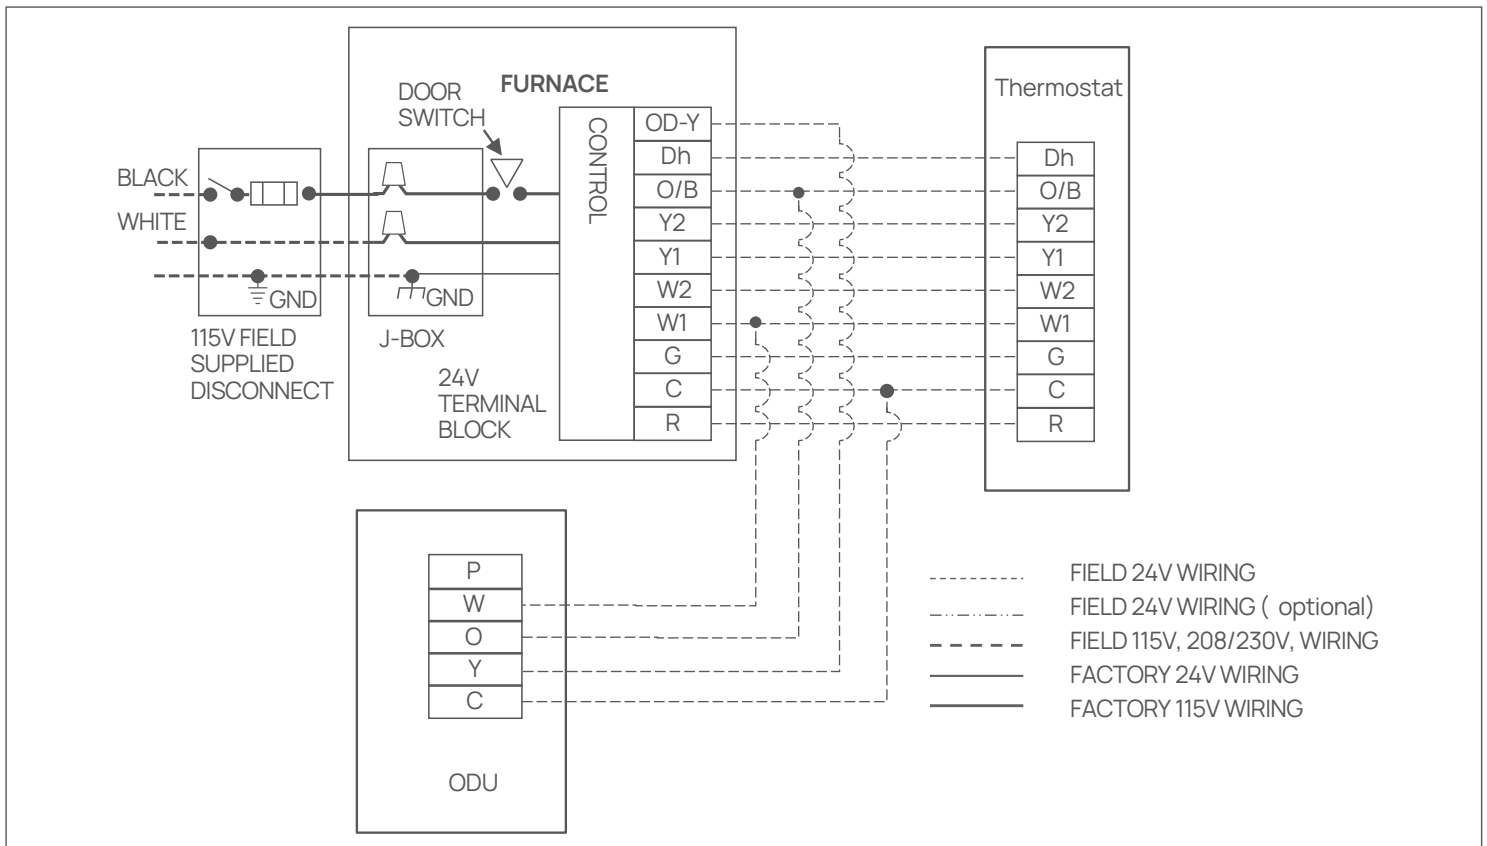 FURNACE
DOOR
SWITCH
BLACK
WHITE
GND
GND
115V FIELD
SUPPLIED
DISCONNECT
J-BOX
24V
TERMINAL
BLOCK
CONTROL
OD-Y
Dh
O/B
Y2
Y1
W2
W1
G
C
R
Thermostat
Dh
O/B
Y2
Y1
W2
W1
G
C
R
P
W
O
Y
C
ODU
FIELD 24V WIRING
FIELD 24V WIRING ( optional)
FIELD 115V, 208/230V, WIRING
FACTORY 24V WIRING
FACTORY 115V WIRING